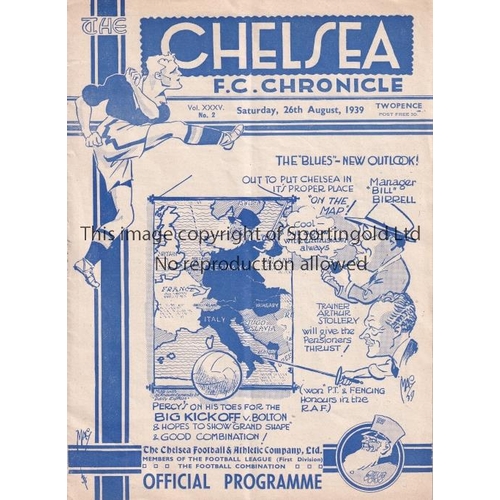 THE
CHELSEA
F.C. CHRONICLE
Vol. XXXV.
No. 2
Saturday, 26th August, 1939
TWOPENCE
THE "BLUES" - NEW OUTLOOK!
OUT TO PUT CHELSEA IN
ITS PROPER PLACE
"ON THE
MAP!
Manager
"BILL"
BIRRELL
Cool
always
This image copyright of Sportingold Ltd
No reproduction allowed
FRANCE
HUNGARY
ITALY
TRAINER
ARTHUR
STOLLERY
will give the
Pensioners
THRUST!
(won P.T. & FENCING
Honours in the
R.A.F.)
PERCY'S ON HIS TOES FOR THE
BIG KICK OFF v. BOLTON
& HOPES TO SHOW GRAND SHAPE
& GOOD COMBINATION!
The Chelsea Football & Athletic Company, Ltd.
MEMBERS OF THE FOOTBALL LEAGUE (First Division)
THE FOOTBALL COMBINATION
OFFICIAL PROGRAMME